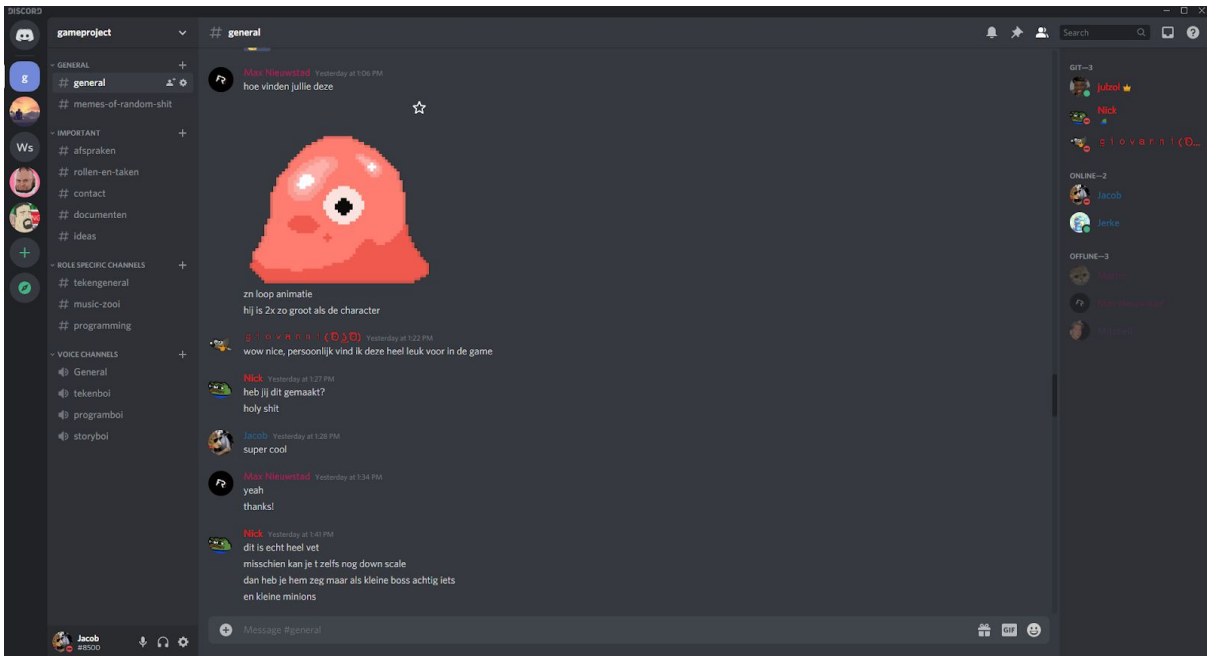 DISCORD
gameproject
# general
Search
GENERAL
# general
# memes-of-random-shit
IMPORTANT
# afspraken
# rollen-en-taken
# contact
# documenten
# ideas
ROLE SPECIFIC CHANNELS
# tekengeneral
# music-zooi
# programming
VOICE CHANNELS
General
tekenboi
programboi
storyboi
g
Ws
Jacob
#8500
Max Nieuwstad Yesterday at 1:06 PM
hoe vinden jullie deze
zn loop animatie
hij is 2x zo groot als de character
giovanni Yesterday at 1:22 PM
wow nice, persoonlijk vind ik deze heel leuk voor in de game
Nick Yesterday at 1:27 PM
heb jij dit gemaakt?
holy shit
Jacob Yesterday at 1:28 PM
super cool
Max Nieuwstad Yesterday at 1:34 PM
yeah
thanks!
Nick Yesterday at 1:41 PM
dit is echt heel vet
misschien kan je t zelfs nog down scale
dan heb je hem zeg maar als kleine boss achtig iets
en kleine minions
Message #general
GIF
GIT—3
julzol
Nick
giovanni
ONLINE—2
Jacob
Jerke
OFFLINE—3